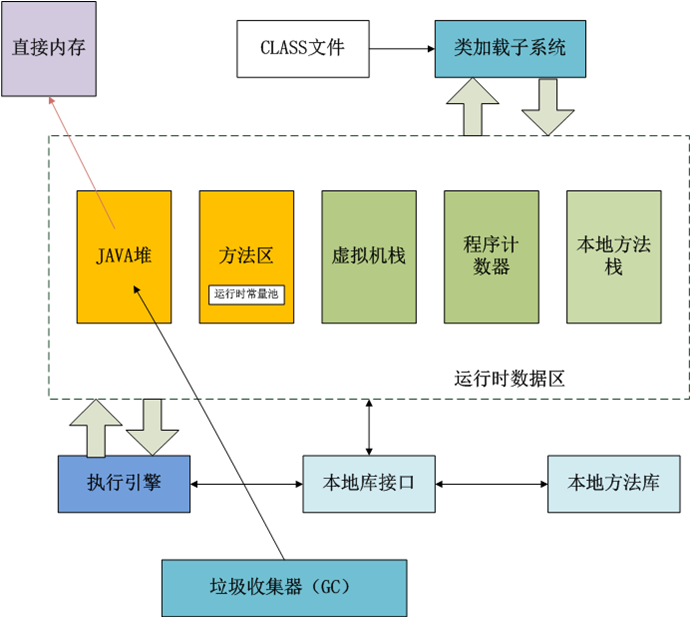 直接内存
CLASS文件
类加载子系统
JAVA堆
方法区
运行时常量池
虚拟机栈
程序计
数器
本地方法
栈
运行时数据区
执行引擎
本地库接口
本地方法库
垃圾收集器（GC）